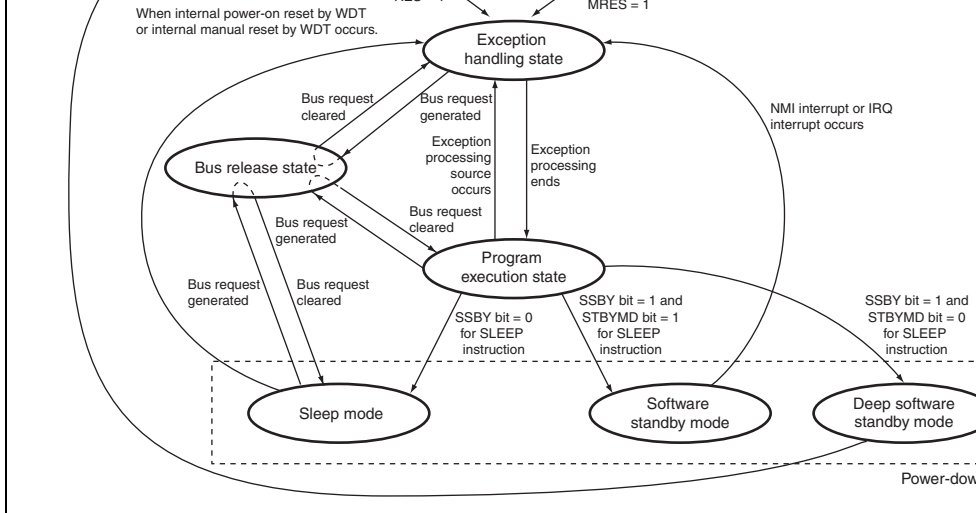 MRES = 1
When internal power-on reset by WDT
or internal manual reset by WDT occurs.
Exception
handling state
Bus request
cleared
Bus request
generated
NMI interrupt or IRQ
interrupt occurs
Exception
processing
source
occurs
Exception
processing
ends
Bus release state
Bus request
cleared
Bus request
generated
Program
execution state
Bus request
generated
Bus request
cleared
SSBY bit = 0
for SLEEP
instruction
SSBY bit = 1 and
STBYMD bit = 1
for SLEEP
instruction
SSBY bit = 1 and
STBYMD bit = 0
for SLEEP
instruction
Sleep mode
Software
standby mode
Deep software
standby mode
Power-dow